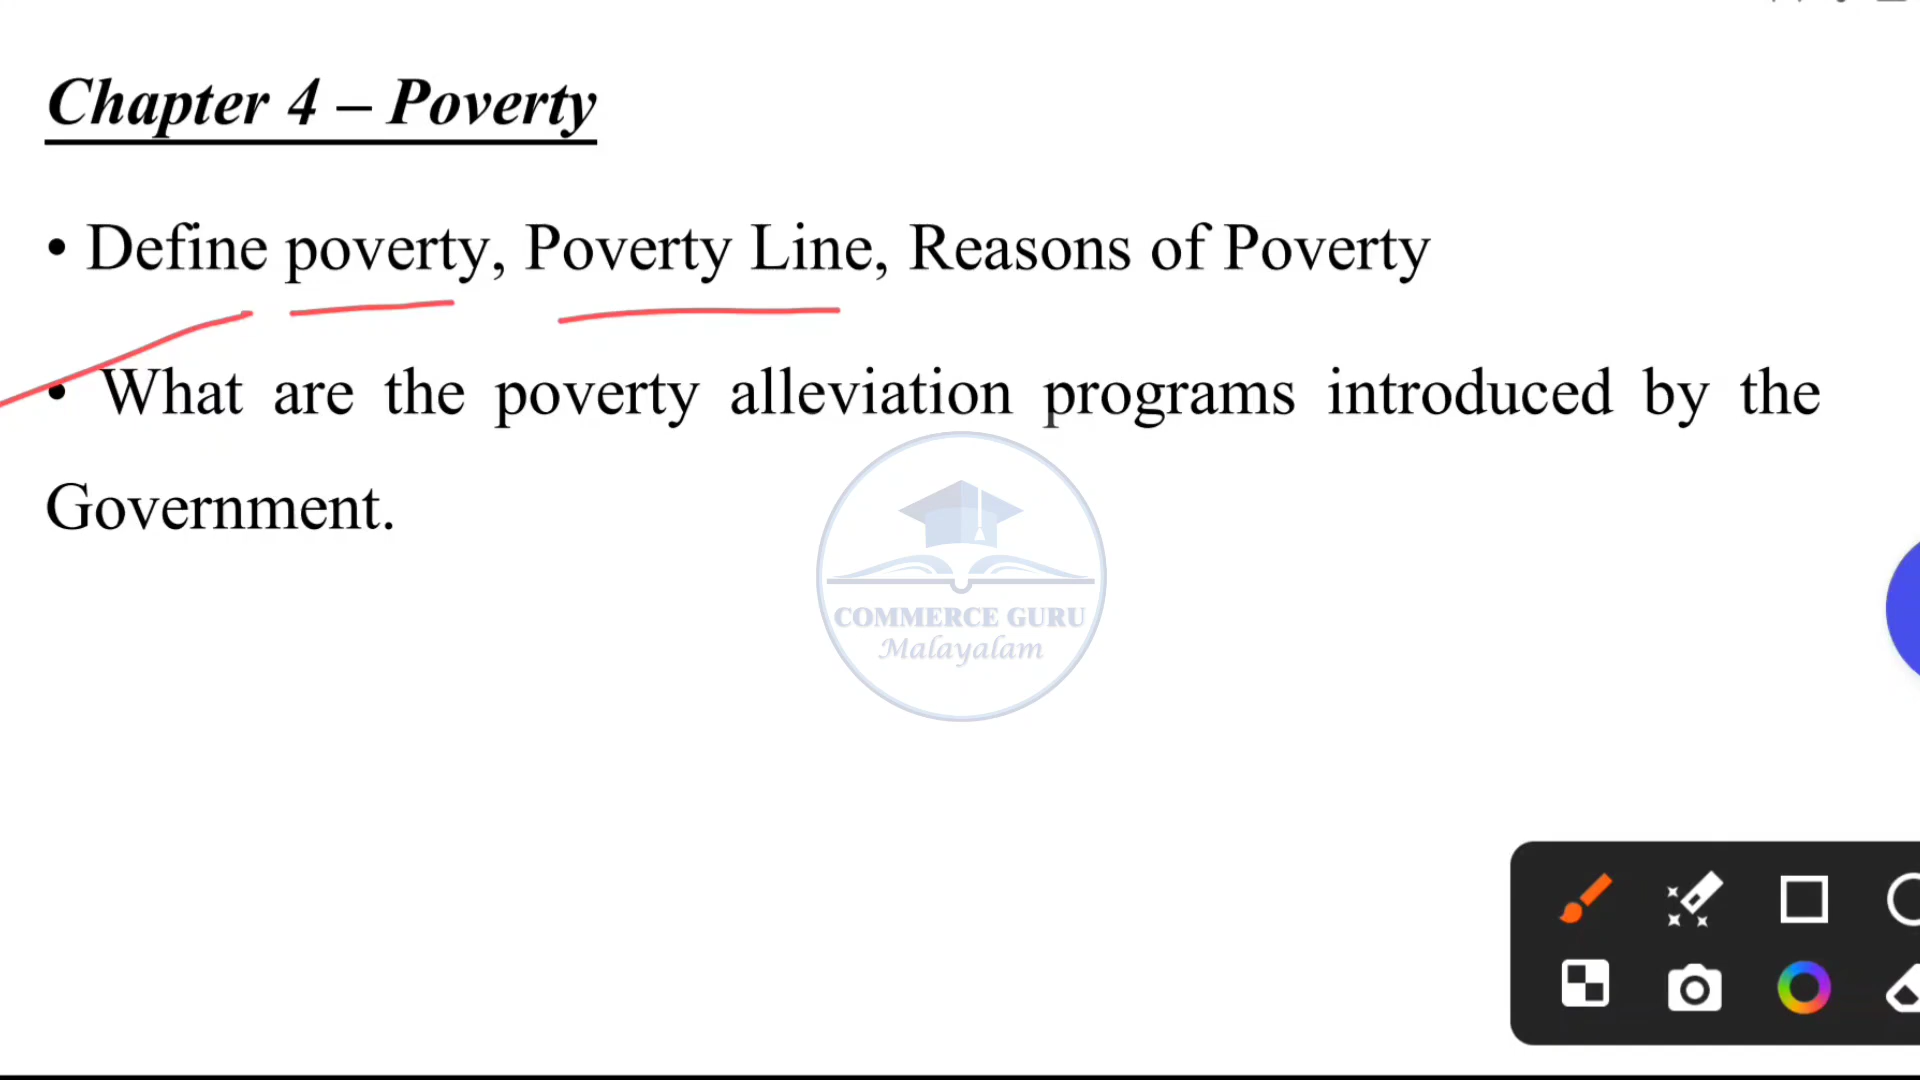 Chapter 4 – Poverty
• Define poverty, Poverty Line, Reasons of Poverty
• What are the poverty alleviation programs introduced by the
Government.
COMMERCE GURU
Malayalam